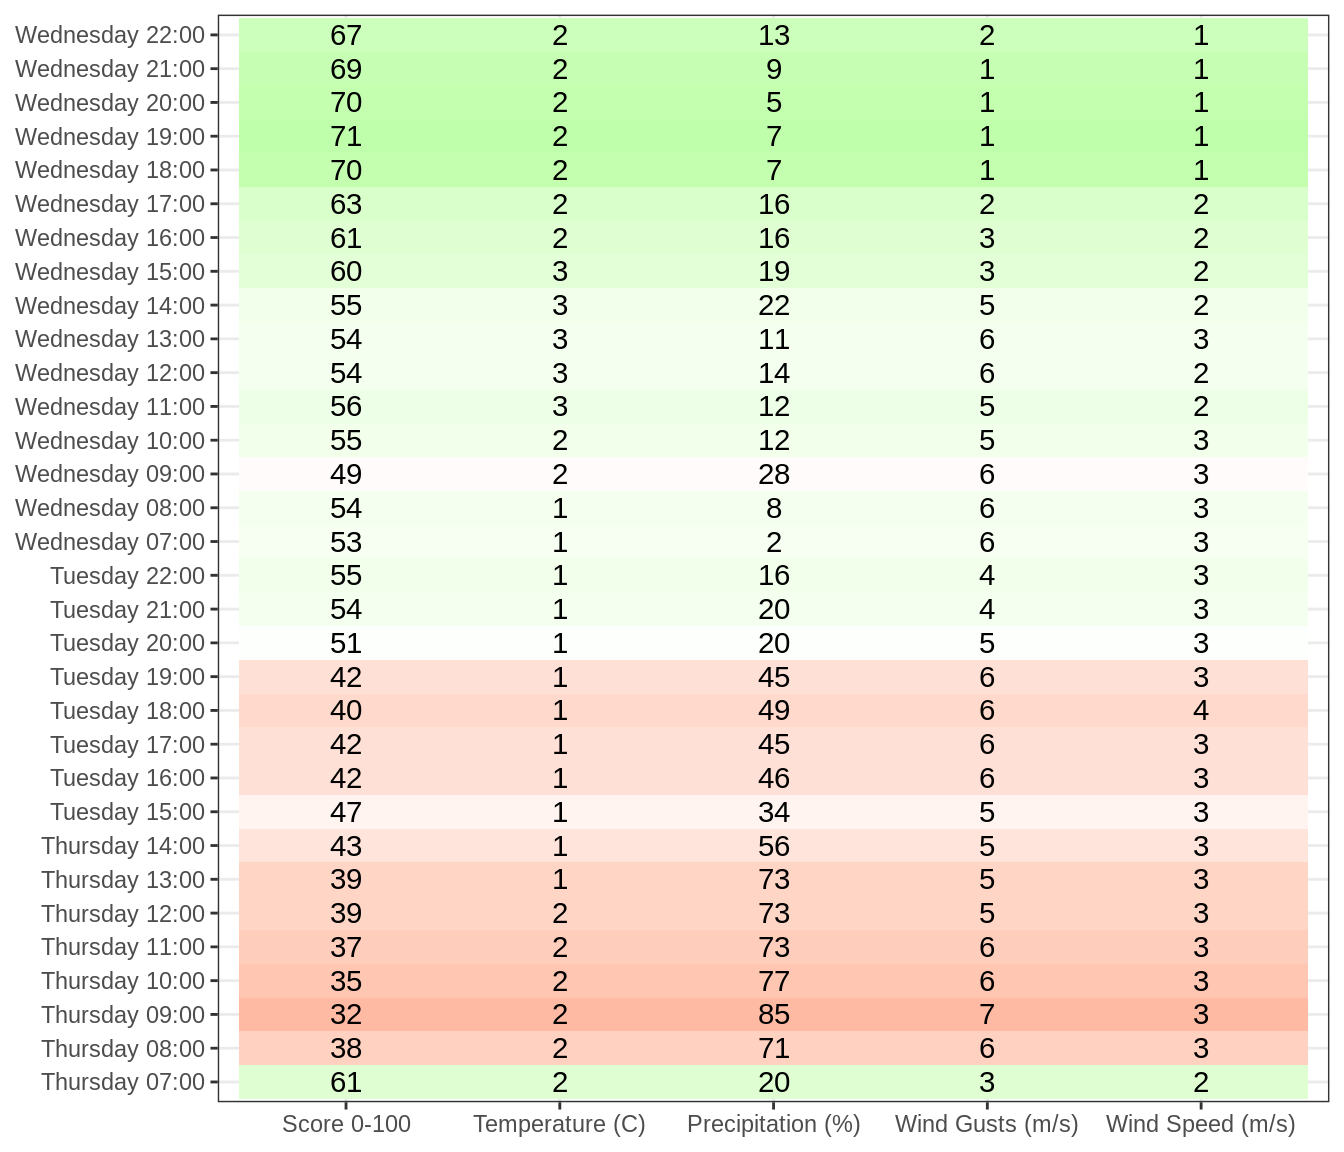 Wednesday 22:00 67 2 13 2 1
Wednesday 21:00 69 2 9 1 1
Wednesday 20:00 70 2 5 1 1
Wednesday 19:00 71 2 7 1 1
Wednesday 18:00 70 2 7 1 1
Wednesday 17:00 63 2 16 2 2
Wednesday 16:00 61 2 16 3 2
Wednesday 15:00 60 3 19 3 2
Wednesday 14:00 55 3 22 5 2
Wednesday 13:00 54 3 11 6 3
Wednesday 12:00 54 3 14 6 2
Wednesday 11:00 56 3 12 5 2
Wednesday 10:00 55 2 12 5 3
Wednesday 09:00 49 2 28 6 3
Wednesday 08:00 54 1 8 6 3
Wednesday 07:00 53 1 2 6 3
Tuesday 22:00 55 1 16 4 3
Tuesday 21:00 54 1 20 4 3
Tuesday 20:00 51 1 20 5 3
Tuesday 19:00 42 1 45 6 3
Tuesday 18:00 40 1 49 6 4
Tuesday 17:00 42 1 45 6 3
Tuesday 16:00 42 1 46 6 3
Tuesday 15:00 47 1 34 5 3
Thursday 14:00 43 1 56 5 3
Thursday 13:00 39 1 73 5 3
Thursday 12:00 39 2 73 5 3
Thursday 11:00 37 2 73 6 3
Thursday 10:00 35 2 77 6 3
Thursday 09:00 32 2 85 7 3
Thursday 08:00 38 2 71 6 3
Thursday 07:00 61 2 20 3 2
Score 0-100 Temperature (C) Precipitation (%) Wind Gusts (m/s) Wind Speed (m/s)